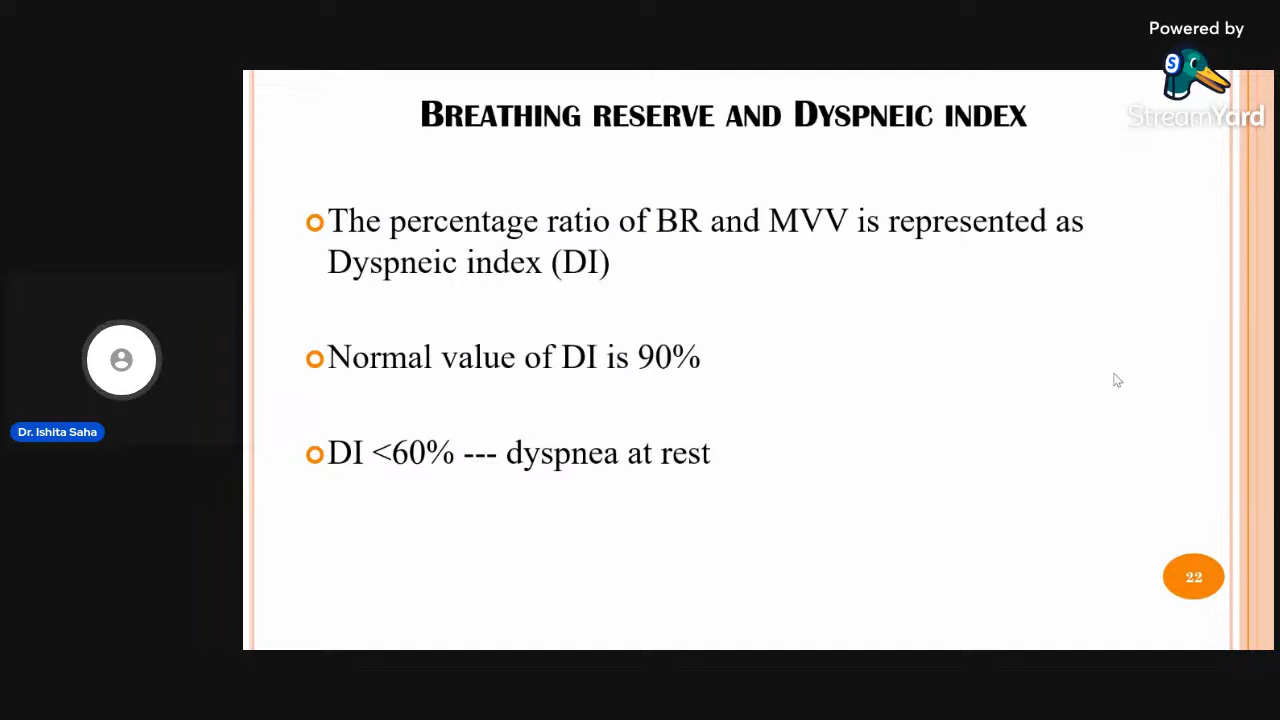 Powered by
S
StreamYard
BREATHING RESERVE AND DYSPNEIC INDEX
The percentage ratio of BR and MVV is represented as
Dyspneic index (DI)
Normal value of DI is 90%
Dr. Ishita Saha
DI <60% --- dyspnea at rest
22